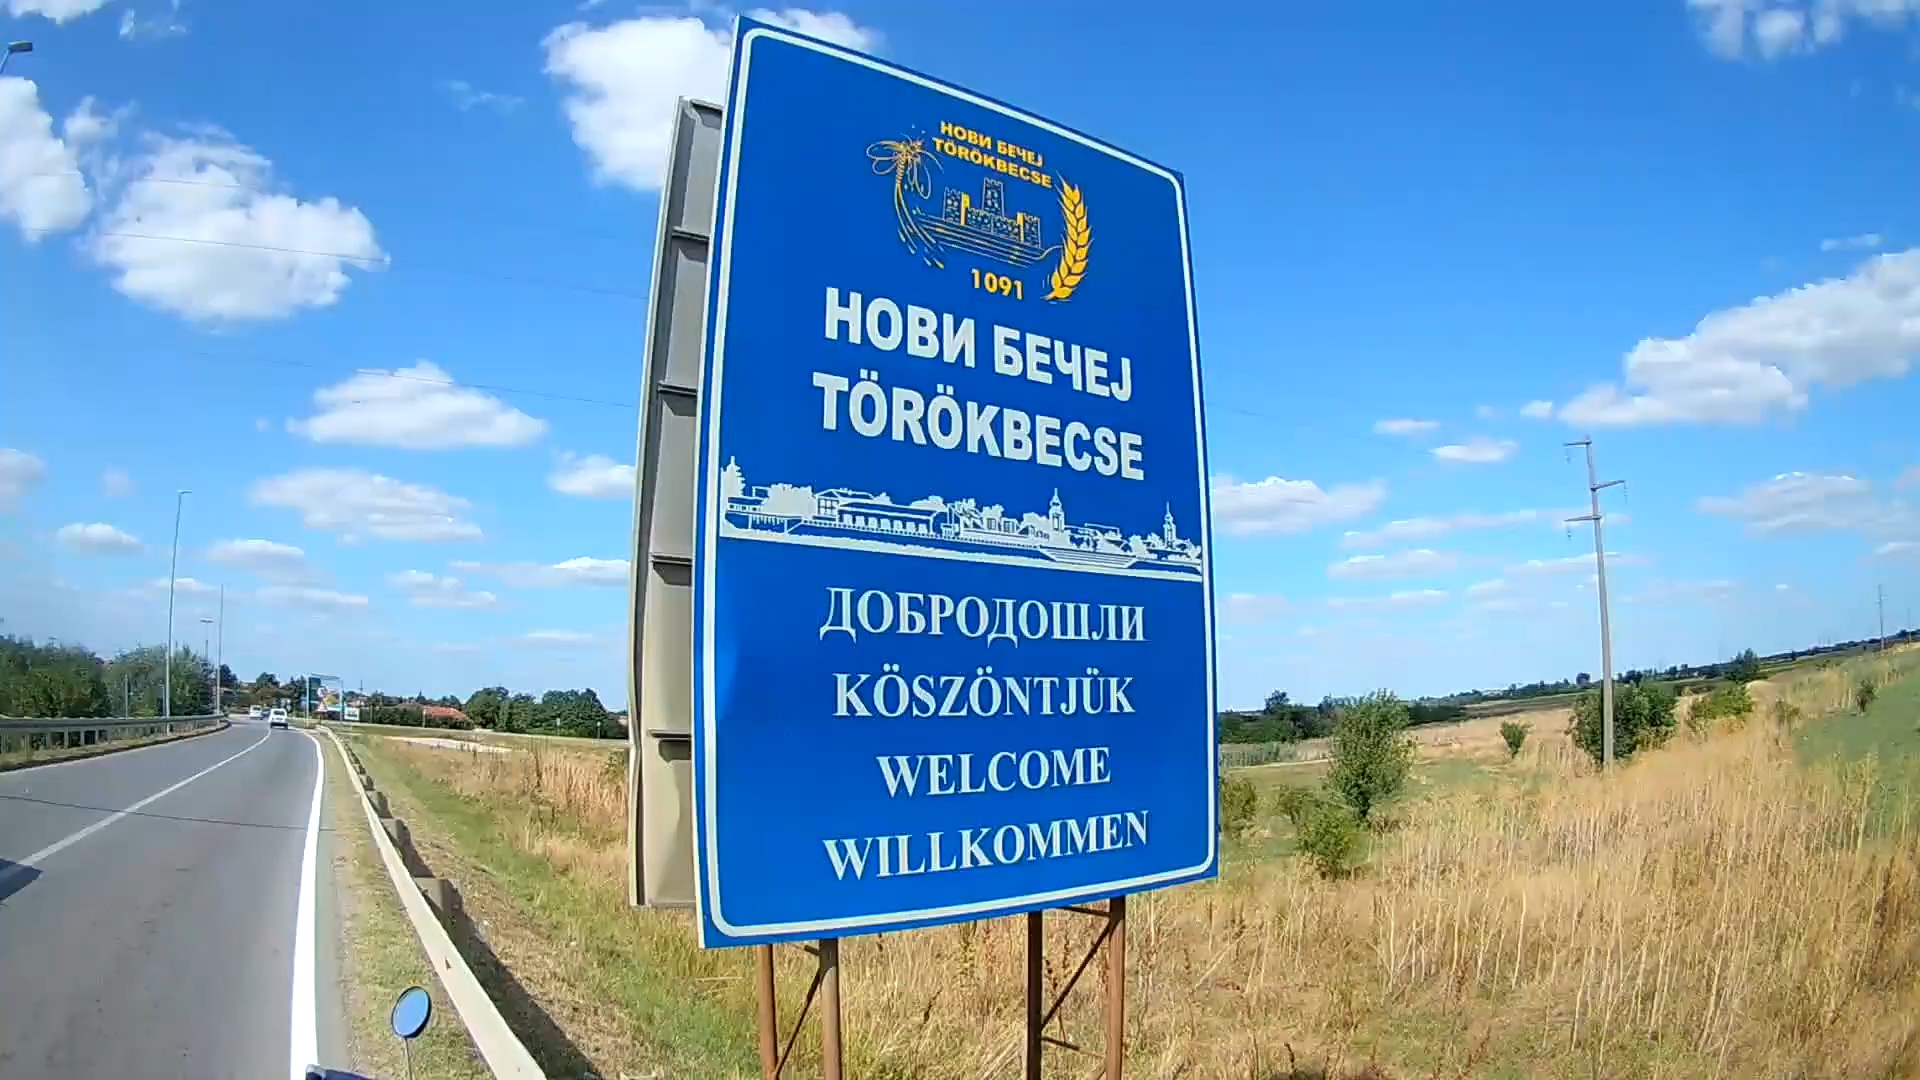 НОВИ БЕЧЕЈ
TÖRÖKBECSE
1091
НОВИ БЕЧЕЈ
TÖRÖKBECSE
ДОБРОДОШЛИ
KÖSZÖNTJÜK
WELCOME
WILLKOMMEN